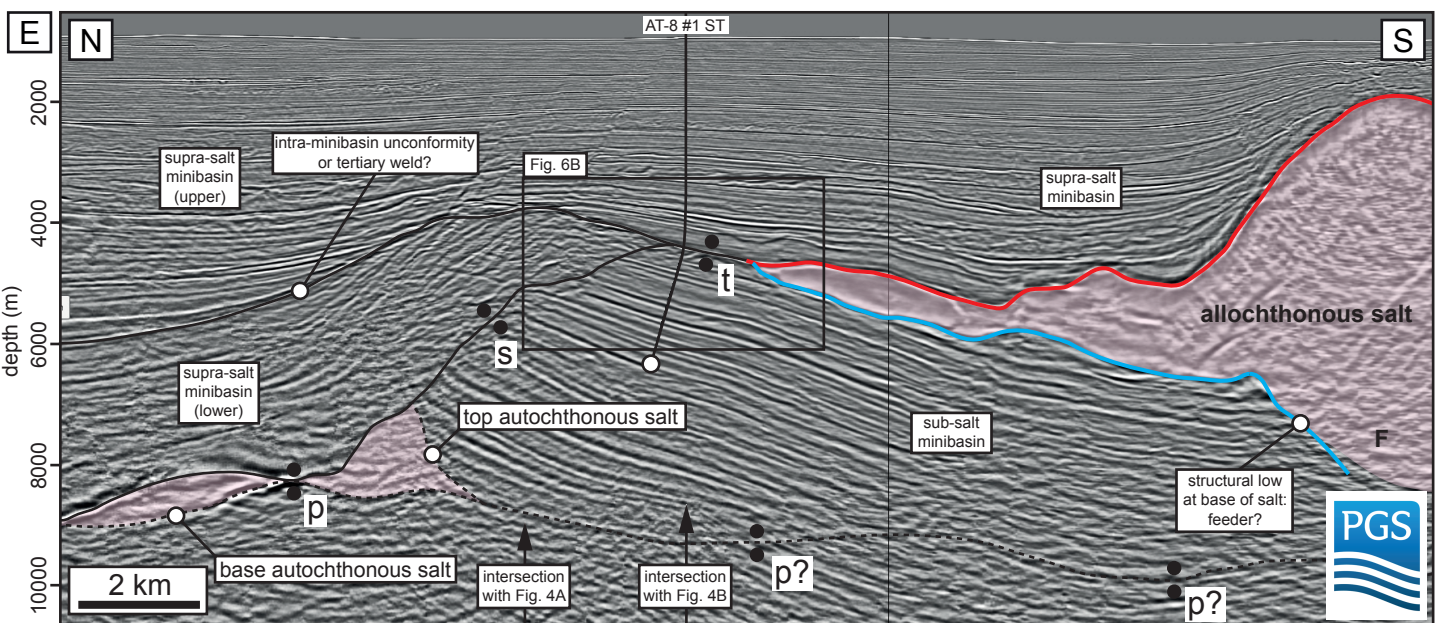 E
N
AT-8 #1 ST
S
2000
4000
6000
8000
10000
depth (m)
supra-salt
minibasin
(upper)
intra-minibasin unconformity
or tertiary weld?
Fig. 6B
supra-salt
minibasin
t
s
allochthonous salt
supra-salt
minibasin
(lower)
top autochthonous salt
sub-salt
minibasin
F
p
structural low
at base of salt:
feeder?
base autochthonous salt
2 km
intersection
with Fig. 4A
intersection
with Fig. 4B
p?
p?
PGS